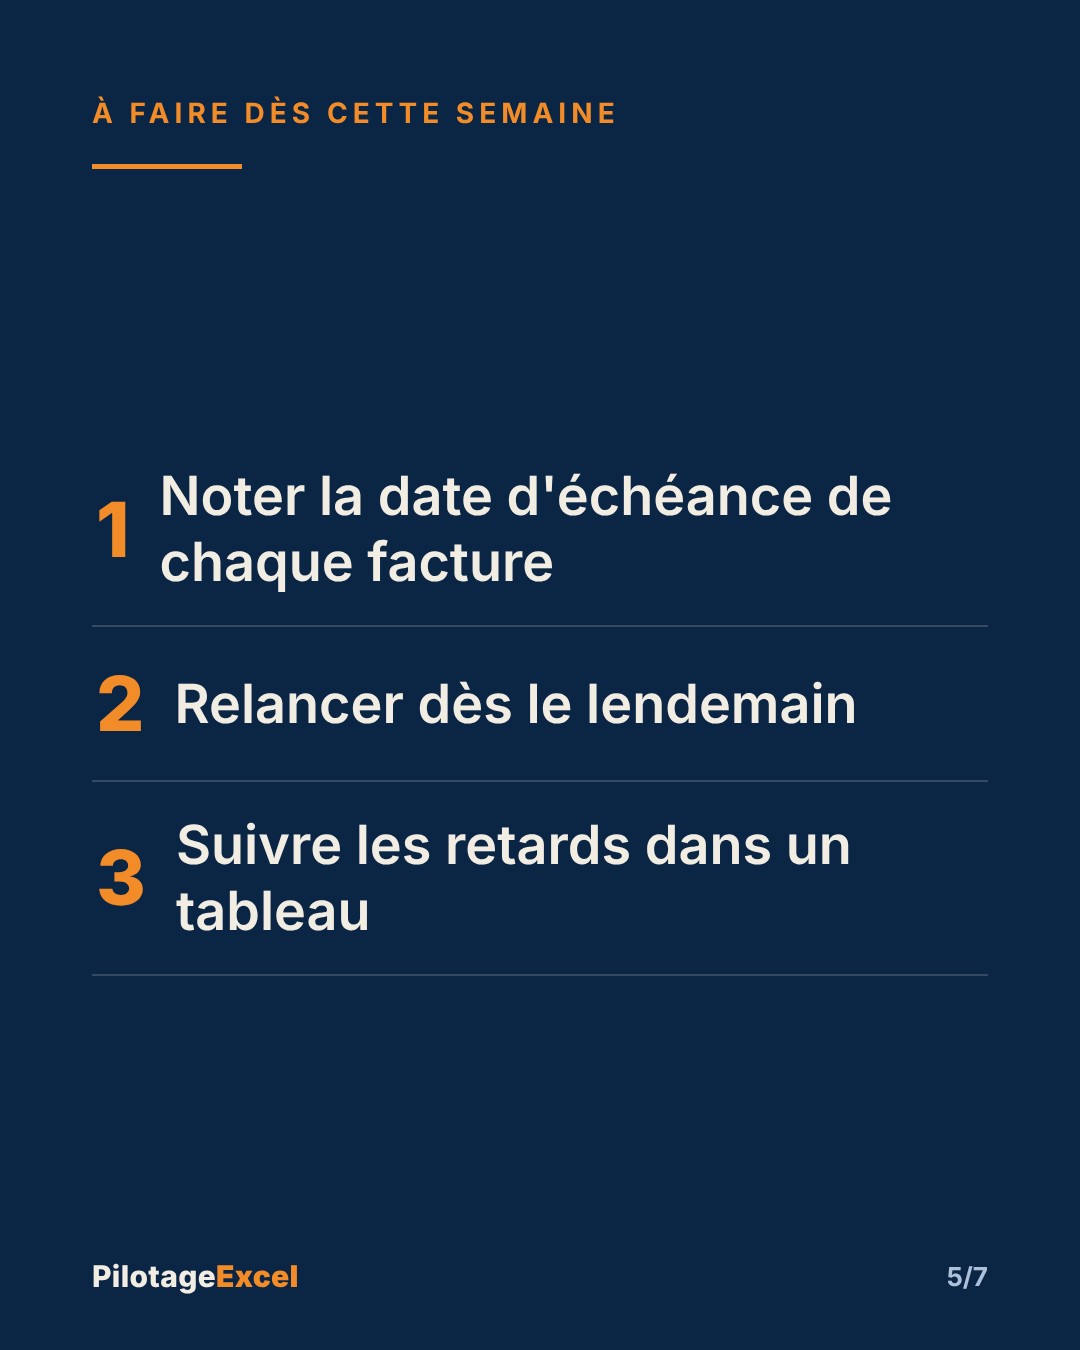 À FAIRE DÈS CETTE SEMAINE
1 Noter la date d'échéance de
chaque facture
2 Relancer dès le lendemain
3 Suivre les retards dans un
tableau
PilotageExcel
5/7